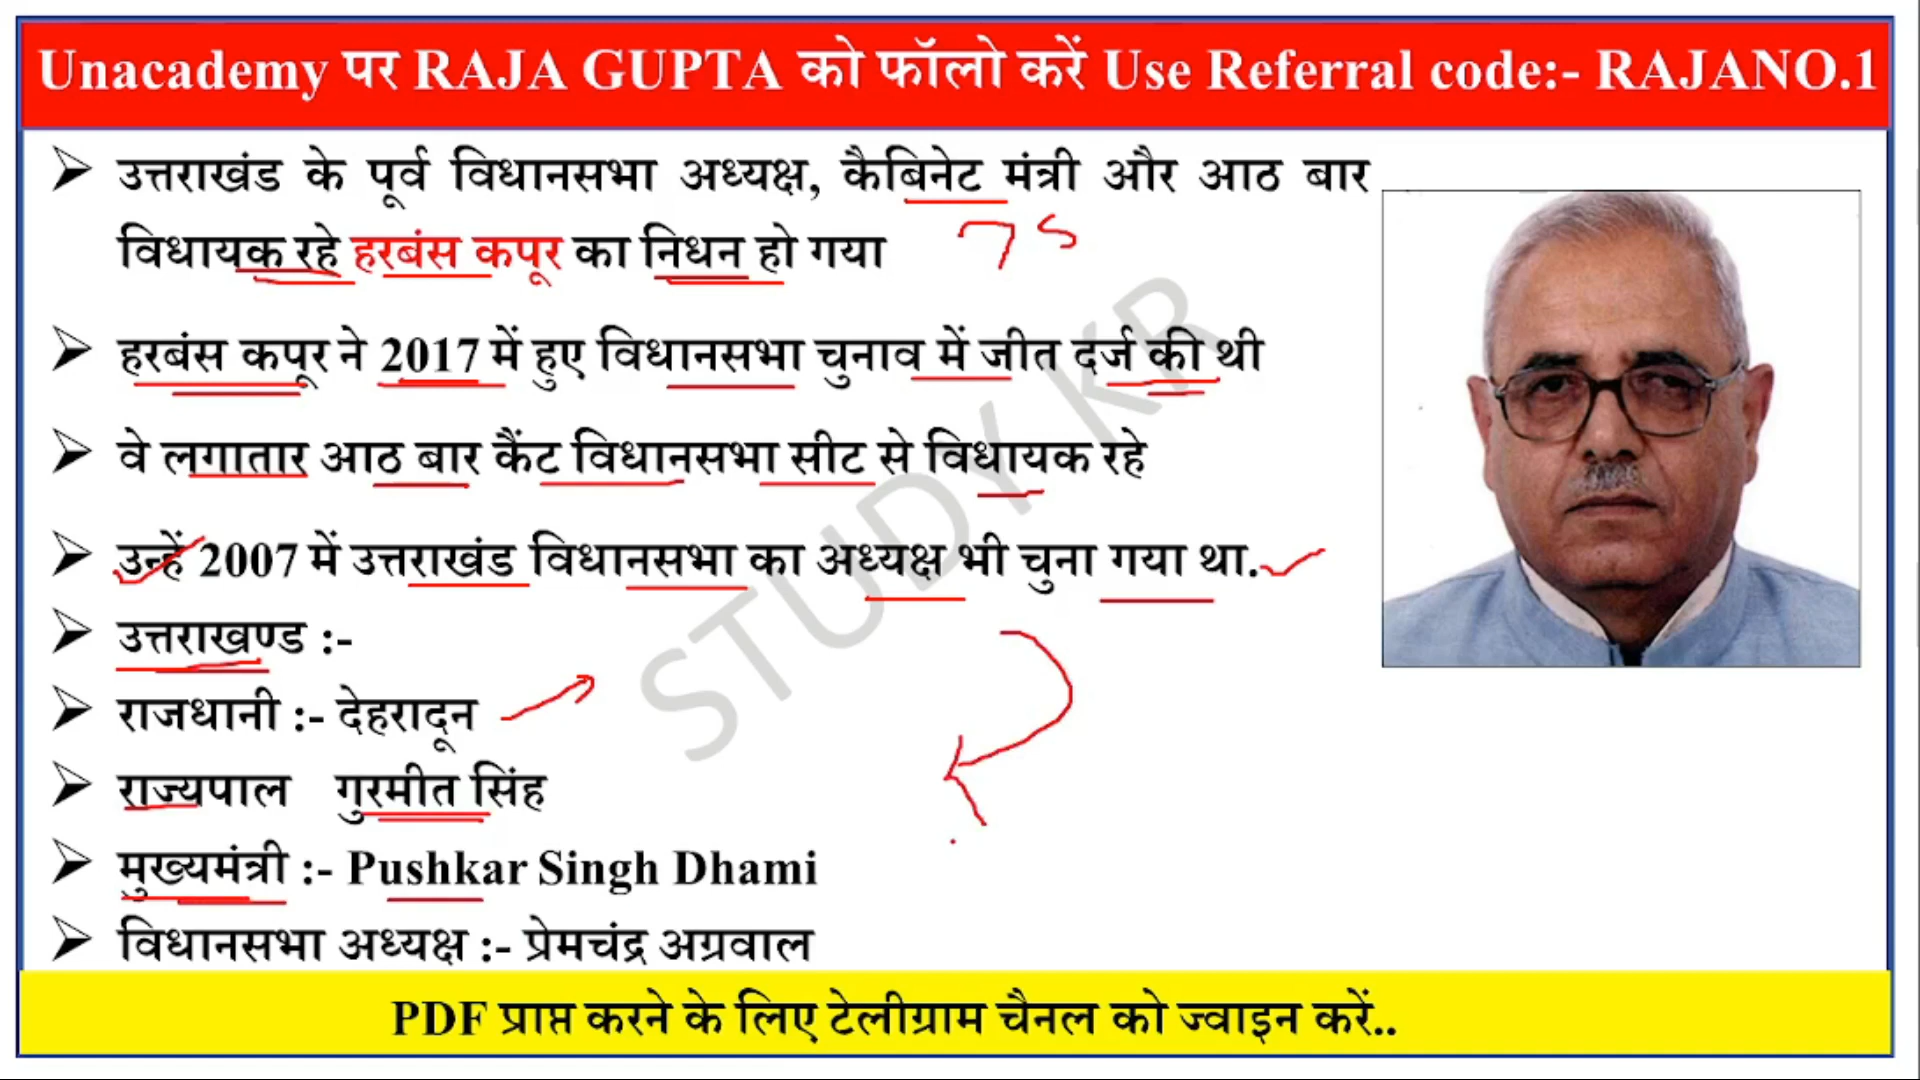 Unacademy पर RAJA GUPTA को फॉलो करें Use Referral code:- RAJANO.1
उत्तराखंड के पूर्व विधानसभा अध्यक्ष, कैबिनेट मंत्री और आठ बार
विधायक रहे हरबंस कपूर का निधन हो गया
75
हरबंस कपूर ने 2017 में हुए विधानसभा चुनाव में जीत दर्ज की थी
वे लगातार आठ बार कैंट विधानसभा सीट से विधायक रहे
उन्हें 2007 में उत्तराखंड विधानसभा का अध्यक्ष भी चुना गया था.
उत्तराखण्ड :-
राजधानी :- देहरादून
राज्यपाल गुरमीत सिंह
मुख्यमंत्री :- Pushkar Singh Dhami
विधानसभा अध्यक्ष :- प्रेमचंद्र अग्रवाल
STUDY KR
PDF प्राप्त करने के लिए टेलीग्राम चैनल को ज्वाइन करें..